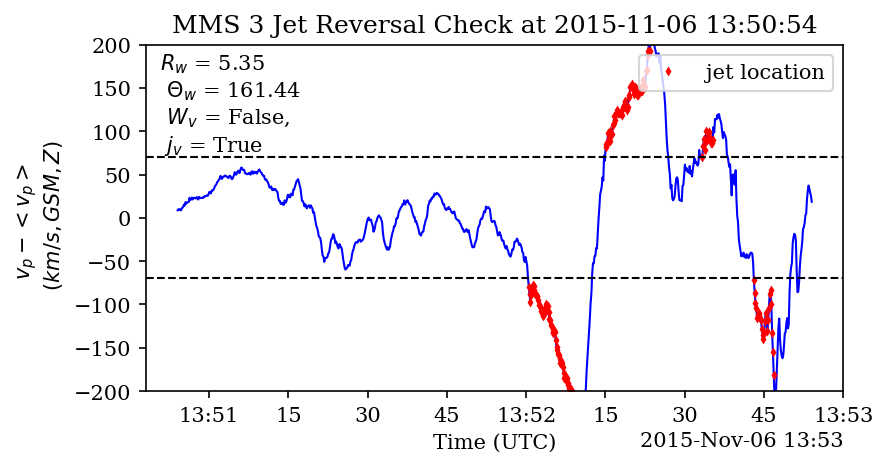 MMS 3 Jet Reversal Check at 2015-11-06 13:50:54
R_w = 5.35
Θ_w = 161.44
W_v = False,
j_v = True
jet location
v_p − < v_p >
(km/s, GSM, Z)
200
150
100
50
0
−50
−100
−150
−200
13:51 15 30 45 13:52 15 30 45 13:53
Time (UTC)
2015-Nov-06 13:53